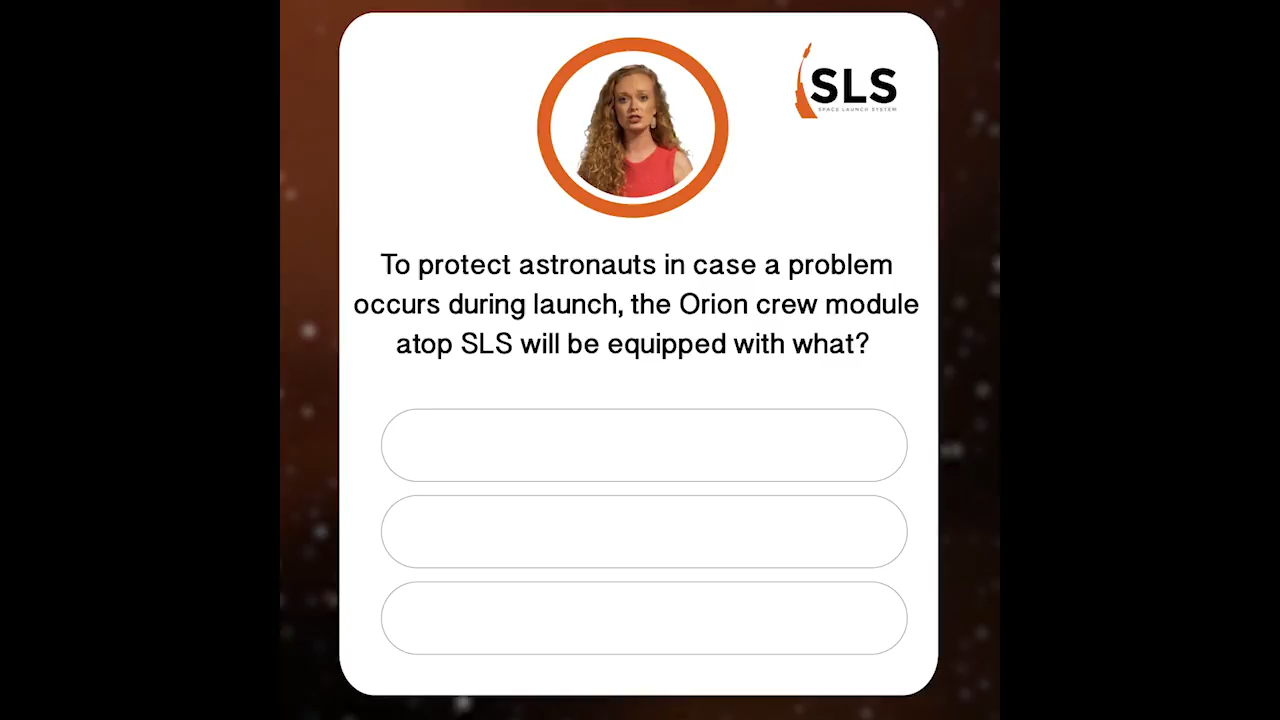 SLS
SPACE LAUNCH SYSTEM
To protect astronauts in case a problem
occurs during launch, the Orion crew module
atop SLS will be equipped with what?